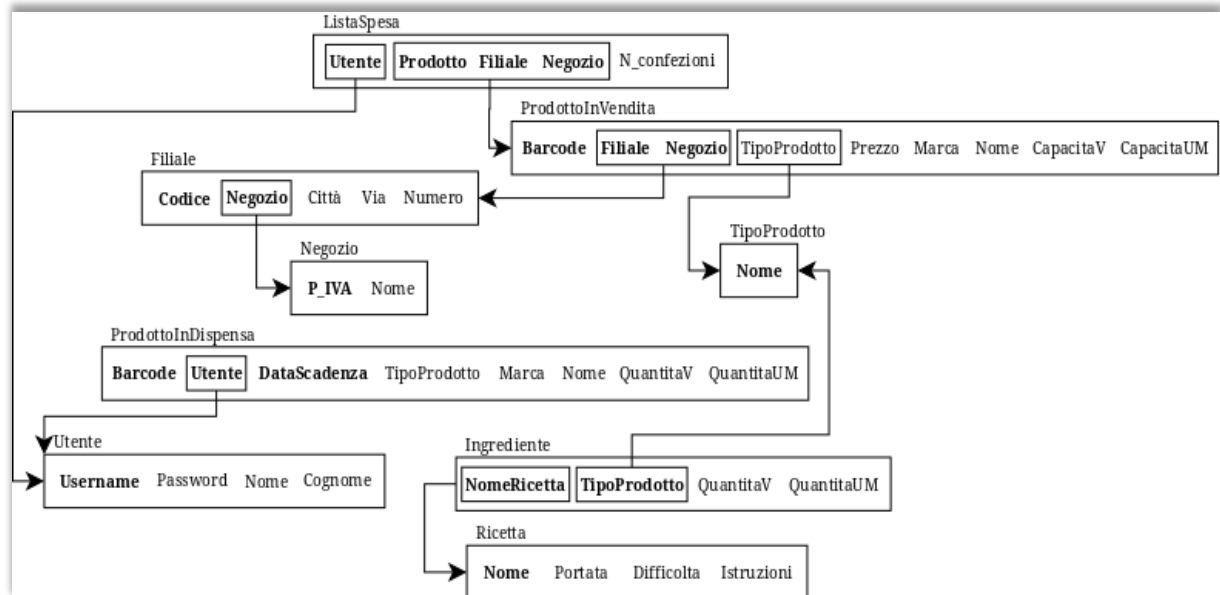 ListaSpesa
Utente Prodotto Filiale Negozio N_confezioni
ProdottoInVendita
Barcode Filiale Negozio TipoProdotto Prezzo Marca Nome CapacitaV CapacitaUM
Filiale
Codice Negozio Città Via Numero
TipoProdotto
Nome
Negozio
P_IVA Nome
ProdottoInDispensa
Barcode Utente DataScadenza TipoProdotto Marca Nome QuantitaV QuantitaUM
Utente
Username Password Nome Cognome
Ingrediente
NomeRicetta TipoProdotto QuantitaV QuantitaUM
Ricetta
Nome Portata Difficolta Istruzioni